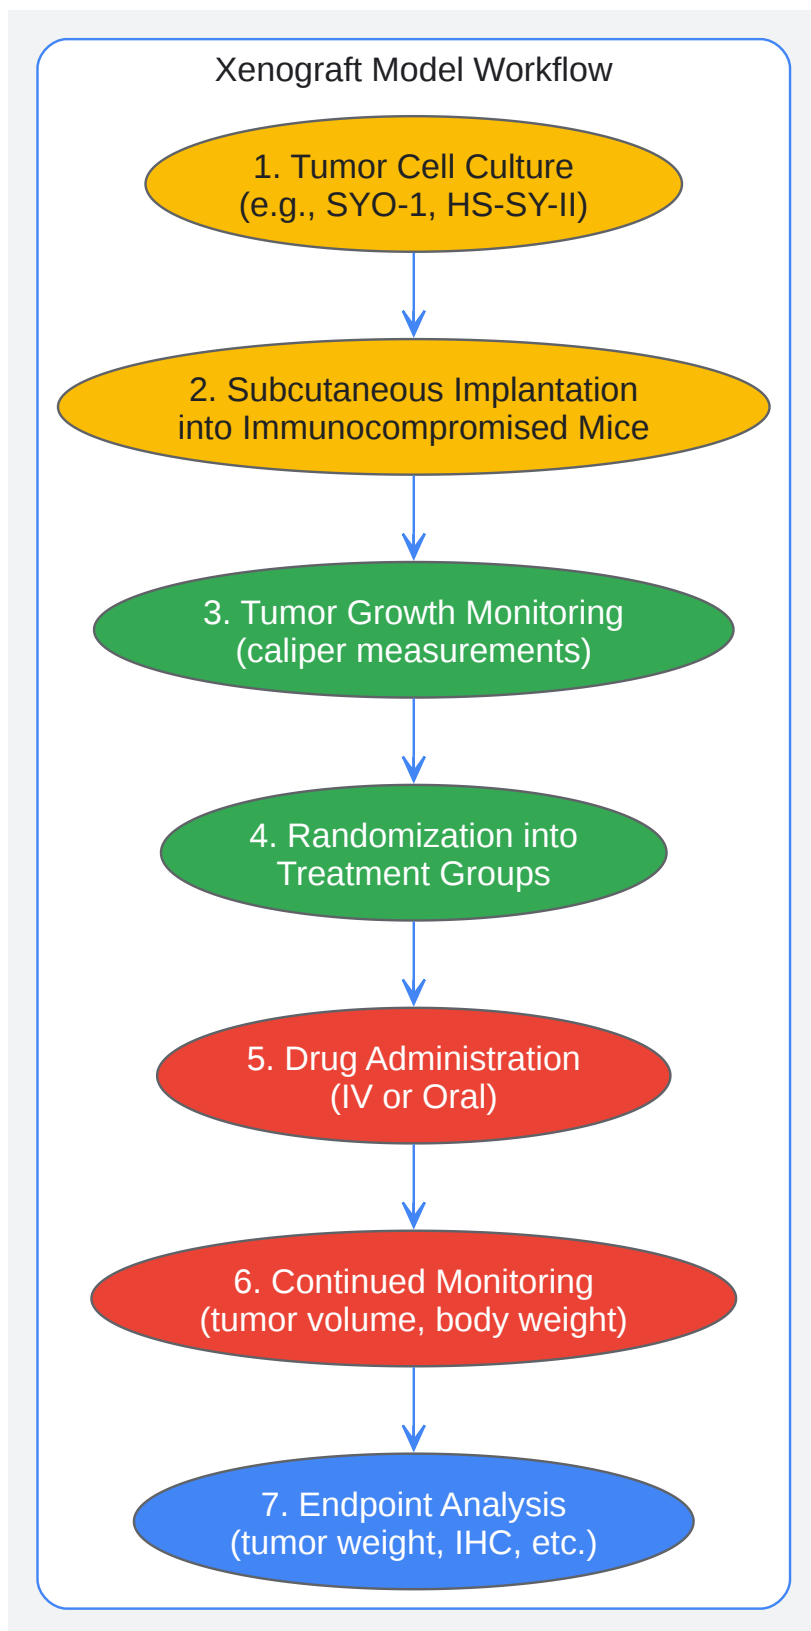 Xenograft Model Workflow
1. Tumor Cell Culture
(e.g., SYO-1, HS-SY-II)
2. Subcutaneous Implantation
into Immunocompromised Mice
3. Tumor Growth Monitoring
(caliper measurements)
4. Randomization into
Treatment Groups
5. Drug Administration
(IV or Oral)
6. Continued Monitoring
(tumor volume, body weight)
7. Endpoint Analysis
(tumor weight, IHC, etc.)